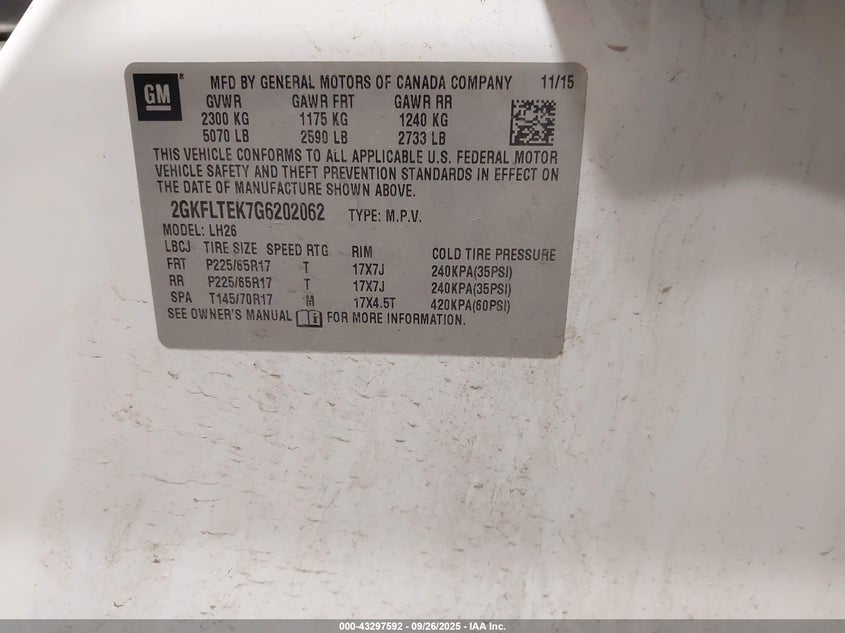 GM
MFD BY GENERAL MOTORS OF CANADA COMPANY 11/15
GVWR GAWR FRT GAWR RR
2300 KG 1175 KG 1240 KG
5070 LB 2590 LB 2733 LB
THIS VEHICLE CONFORMS TO ALL APPLICABLE U.S. FEDERAL MOTOR
VEHICLE SAFETY AND THEFT PREVENTION STANDARDS IN EFFECT ON
THE DATE OF MANUFACTURE SHOWN ABOVE.
2GKFLTEK7G6202062 TYPE: M.P.V.
MODEL: LH26
LBCJ TIRE SIZE SPEED RTG RIM COLD TIRE PRESSURE
FRT P225/65R17 T 17X7J 240KPA(35PSI)
RR P225/65R17 T 17X7J 240KPA(35PSI)
SPA T145/70R17 M 17X4.5T 420KPA(60PSI)
SEE OWNER'S MANUAL FOR MORE INFORMATION.
000-43297592 - 09/26/2025 - IAA Inc.